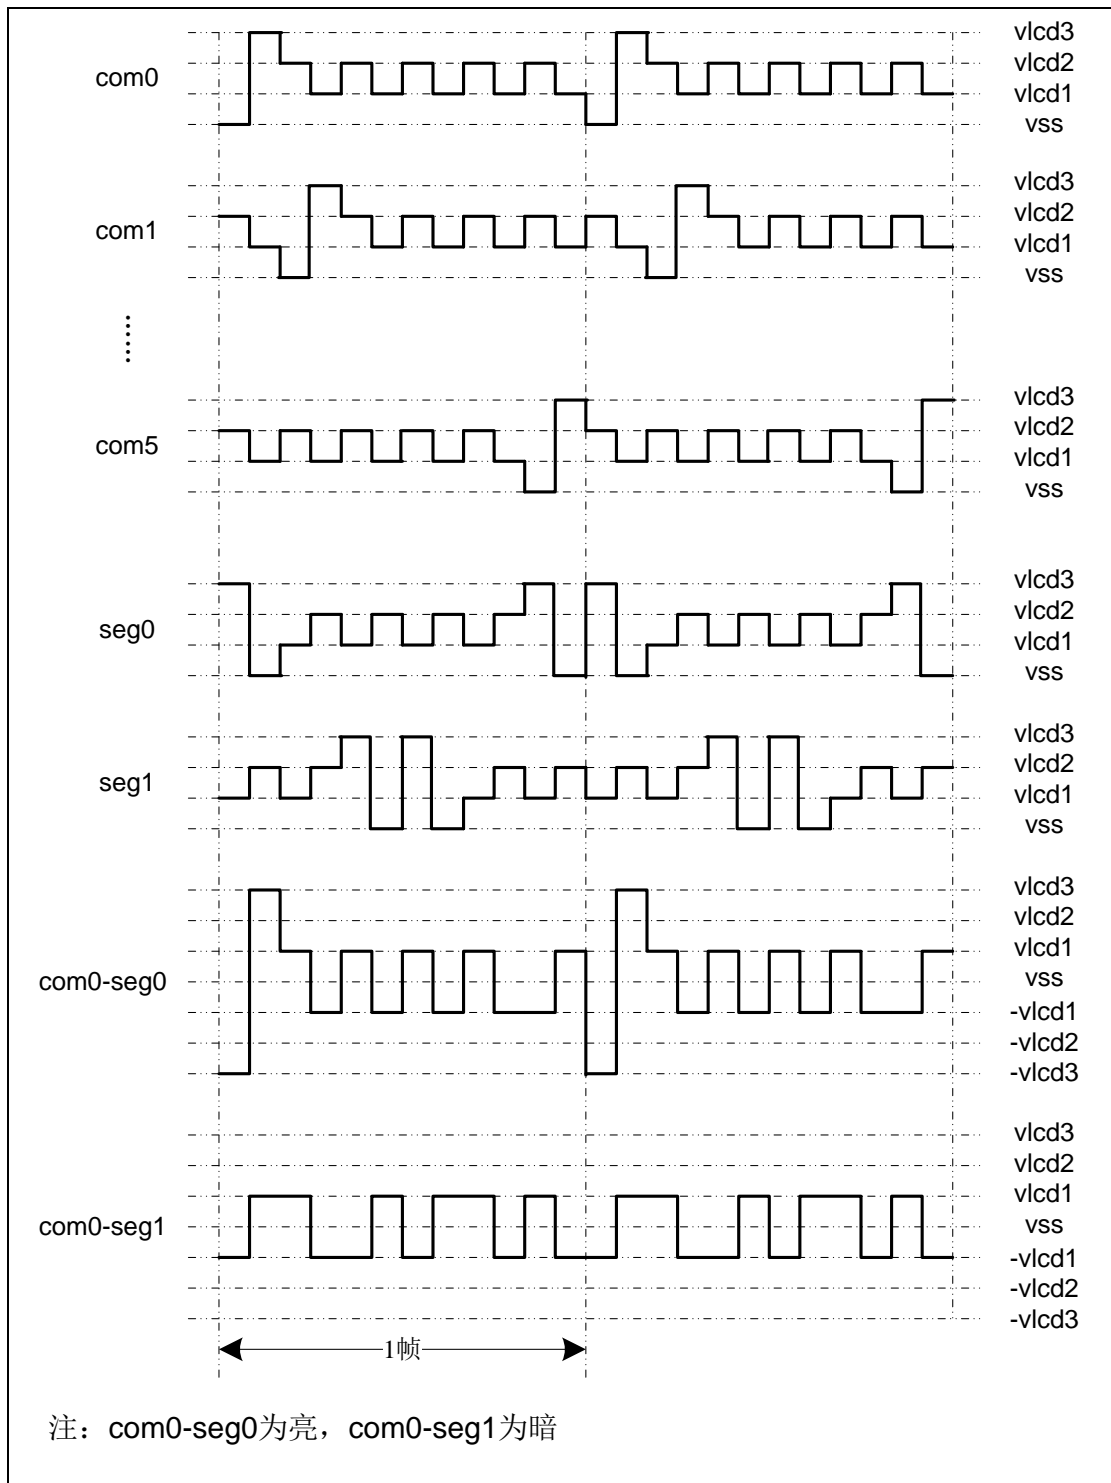 com0
vlcd3
vlcd2
vlcd1
vss
com1
vlcd3
vlcd2
vlcd1
vss
......
com5
vlcd3
vlcd2
vlcd1
vss
seg0
vlcd3
vlcd2
vlcd1
vss
seg1
vlcd3
vlcd2
vlcd1
vss
com0-seg0
vlcd3
vlcd2
vlcd1
vss
-vlcd1
-vlcd2
-vlcd3
com0-seg1
vlcd3
vlcd2
vlcd1
vss
-vlcd1
-vlcd2
-vlcd3
1帧
注：com0-seg0为亮，com0-seg1为暗